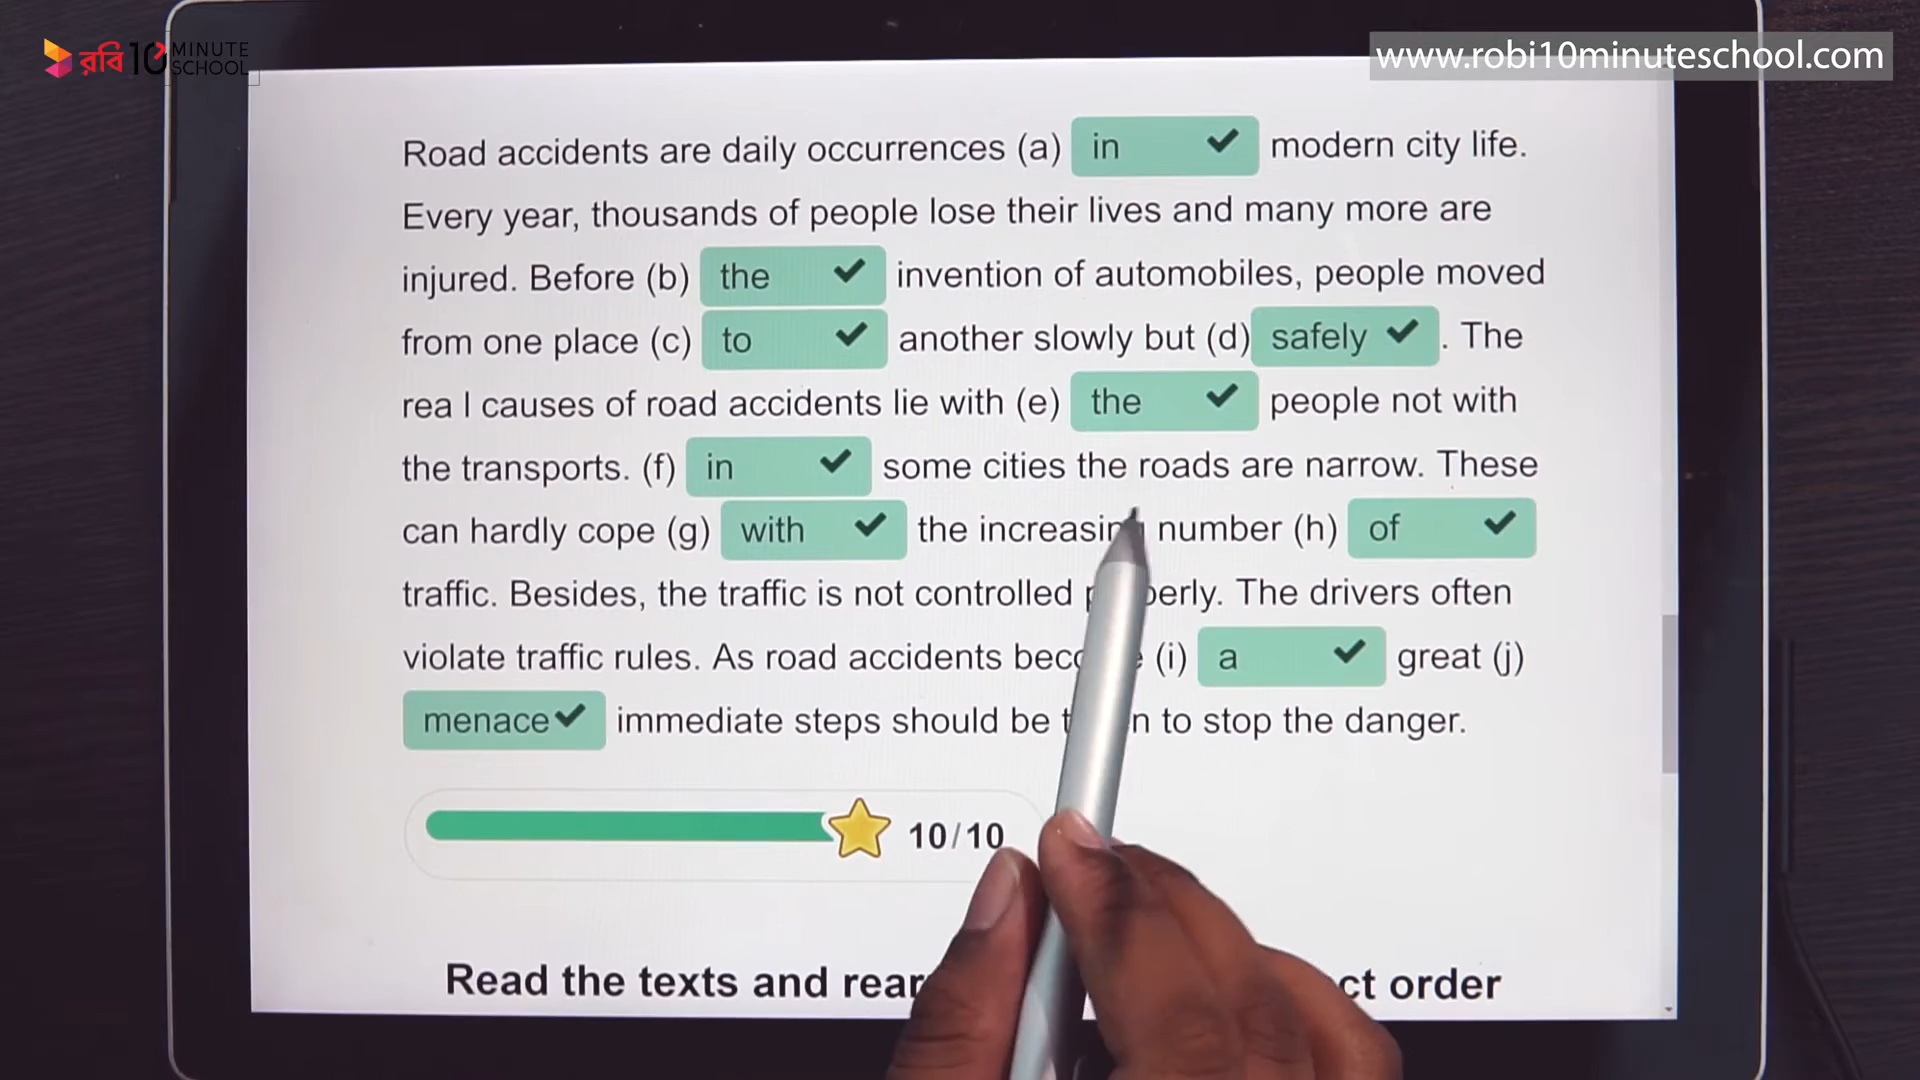 রবি 10 MINUTE SCHOOL
www.robi10minuteschool.com
Road accidents are daily occurrences (a) in modern city life.
Every year, thousands of people lose their lives and many more are
injured. Before (b) the invention of automobiles, people moved
from one place (c) to another slowly but (d) safely . The
rea l causes of road accidents lie with (e) the people not with
the transports. (f) in some cities the roads are narrow. These
can hardly cope (g) with the increasing number (h) of
traffic. Besides, the traffic is not controlled properly. The drivers often
violate traffic rules. As road accidents become (i) a great (j)
menace immediate steps should be taken to stop the danger.
10/10
Read the texts and order